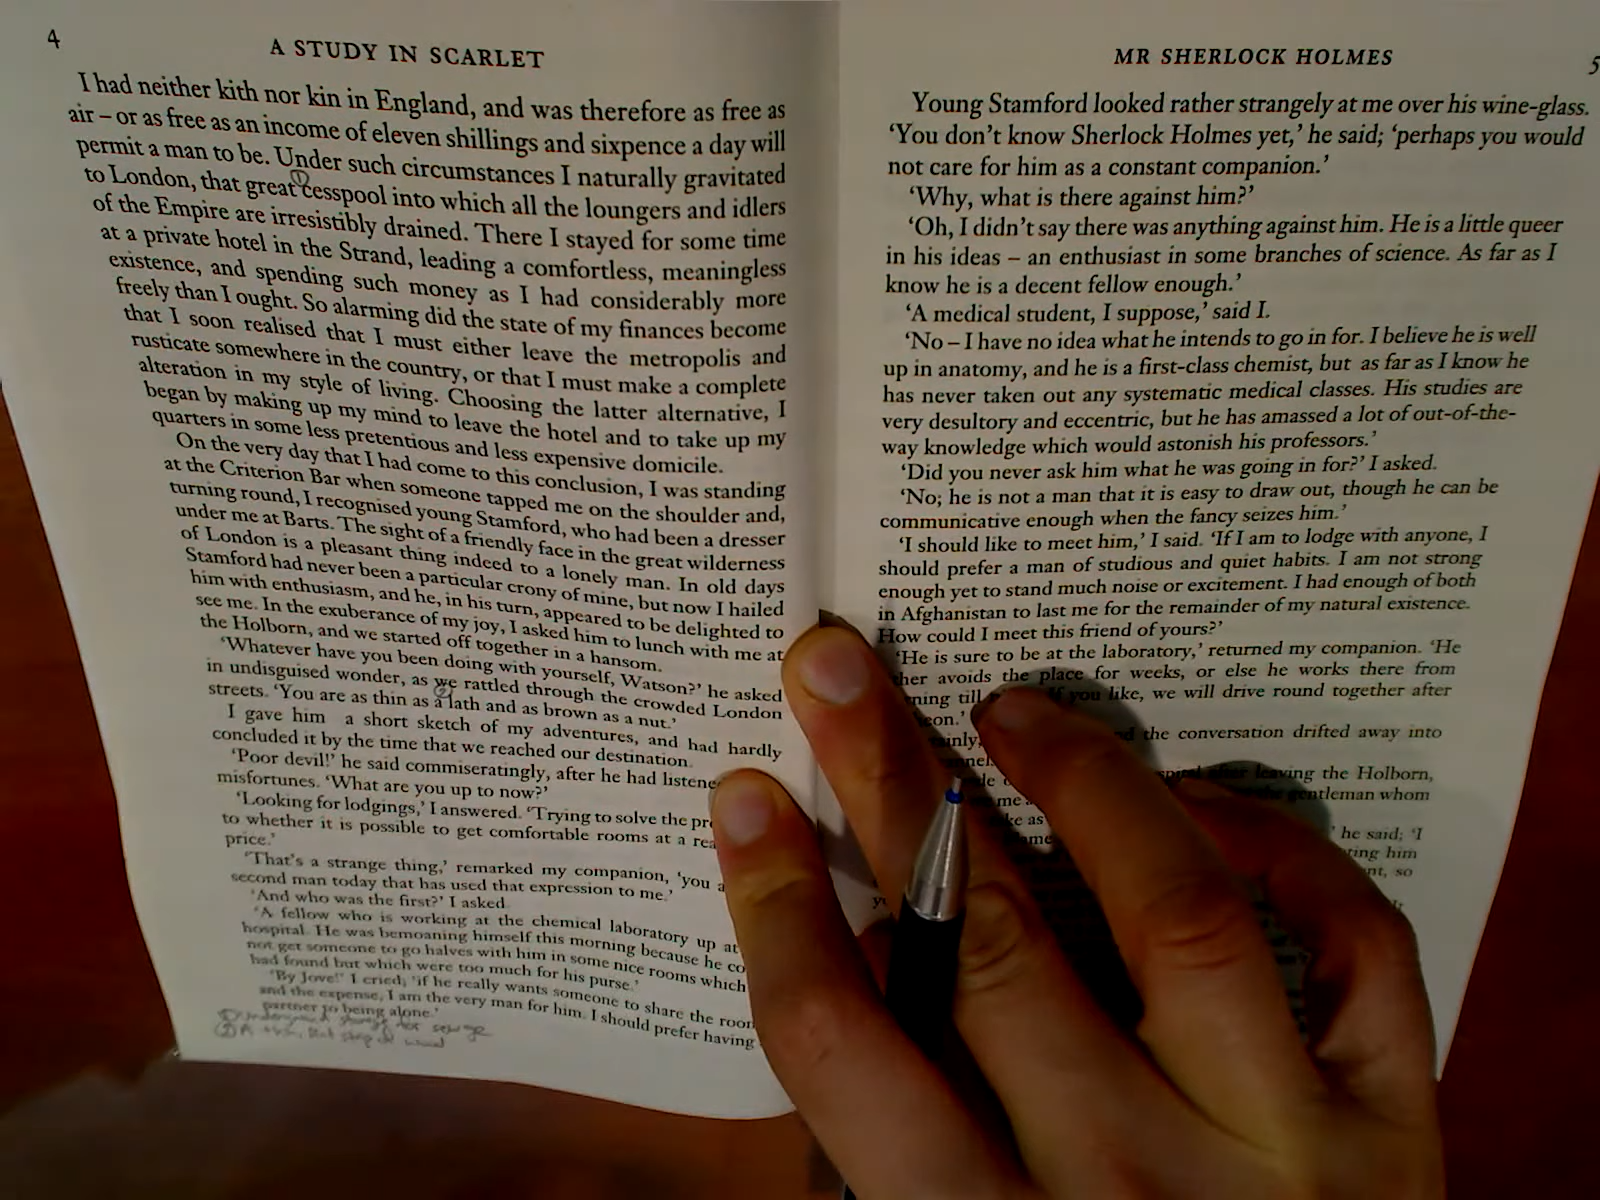 4
A STUDY IN SCARLET
I had neither kith nor kin in England, and was therefore as free as
air – or as free as an income of eleven shillings and sixpence a day will
permit a man to be. Under such circumstances I naturally gravitated
to London, that great cesspool into which all the loungers and idlers
of the Empire are irresistibly drained. There I stayed for some time
at a private hotel in the Strand, leading a comfortless, meaningless
existence, and spending such money as I had considerably more
freely than I ought. So alarming did the state of my finances become
that I soon realised that I must either leave the metropolis and
rusticate somewhere in the country, or that I must make a complete
alteration in my style of living. Choosing the latter alternative, I
began by making up my mind to leave the hotel and to take up my
quarters in some less pretentious and less expensive domicile.
On the very day that I had come to this conclusion, I was standing
at the Criterion Bar when someone tapped me on the shoulder and,
turning round, I recognised young Stamford, who had been a dresser
under me at Barts. The sight of a friendly face in the great wilderness
of London is a pleasant thing indeed to a lonely man. In old days
Stamford had never been a particular crony of mine, but now I hailed
him with enthusiasm, and he, in his turn, appeared to be delighted to
see me. In the exuberance of my joy, I asked him to lunch with me at
the Holborn, and we started off together in a hansom.
‘Whatever have you been doing with yourself, Watson?’ he asked
in undisguised wonder, as we rattled through the crowded London
streets. ‘You are as thin as a lath and as brown as a nut.’
I gave him a short sketch of my adventures, and had hardly
concluded it by the time that we reached our destination.
‘Poor devil!’ he said commiseratingly, after he had listene
misfortunes. ‘What are you up to now?’
‘Looking for lodgings,’ I answered. ‘Trying to solve the pr
to whether it is possible to get comfortable rooms at a rea
price.’
‘That’s a strange thing,’ remarked my companion, ‘you a
second man today that has used that expression to me.’
‘And who was the first?’ I asked.
‘A fellow who is working at the chemical laboratory up at
hospital. He was bemoaning himself this morning because he co
not get someone to go halves with him in some nice rooms which
had found but which were too much for his purse.’
‘By Jove!’ I cried; ‘if he really wants someone to share the room
and the expense, I am the very man for him. I should prefer having
partner to being alone.’
① storage for sewage
② A thin, flat strip of wood
MR SHERLOCK HOLMES
5
Young Stamford looked rather strangely at me over his wine-glass.
‘You don’t know Sherlock Holmes yet,’ he said; ‘perhaps you would
not care for him as a constant companion.’
‘Why, what is there against him?’
‘Oh, I didn’t say there was anything against him. He is a little queer
in his ideas – an enthusiast in some branches of science. As far as I
know he is a decent fellow enough.’
‘A medical student, I suppose,’ said I.
‘No – I have no idea what he intends to go in for. I believe he is well
up in anatomy, and he is a first-class chemist, but as far as I know he
has never taken out any systematic medical classes. His studies are
very desultory and eccentric, but he has amassed a lot of out-of-the-
way knowledge which would astonish his professors.’
‘Did you never ask him what he was going in for?’ I asked.
‘No; he is not a man that it is easy to draw out, though he can be
communicative enough when the fancy seizes him.’
‘I should like to meet him,’ I said. ‘If I am to lodge with anyone, I
should prefer a man of studious and quiet habits. I am not strong
enough yet to stand much noise or excitement. I had enough of both
in Afghanistan to last me for the remainder of my natural existence.
How could I meet this friend of yours?’
‘He is sure to be at the laboratory,’ returned my companion. ‘He
ther avoids the place for weeks, or else he works there from
ning till you like, we will drive round together after
eon.’
ainly, the conversation drifted away into
nel
after leaving the Holborn,
me gentleman whom
ke as
’ he said; ‘I
ting him
nt, so